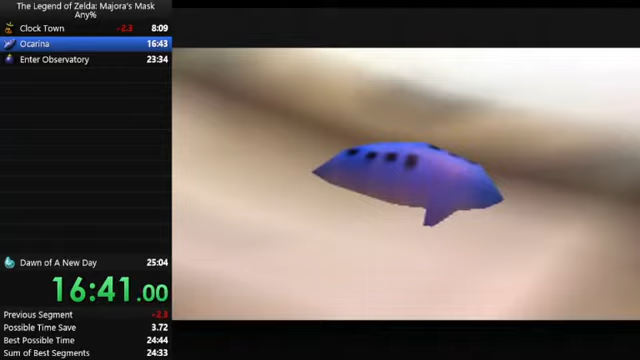 The Legend of Zelda: Majora's Mask
Any%
Clock Town -2.3 8:09
Ocarina 16:43
Enter Observatory 23:34
Dawn of A New Day 25:04
16:41.00
Previous Segment -2.3
Possible Time Save 3.72
Best Possible Time 24:44
Sum of Best Segments 24:33